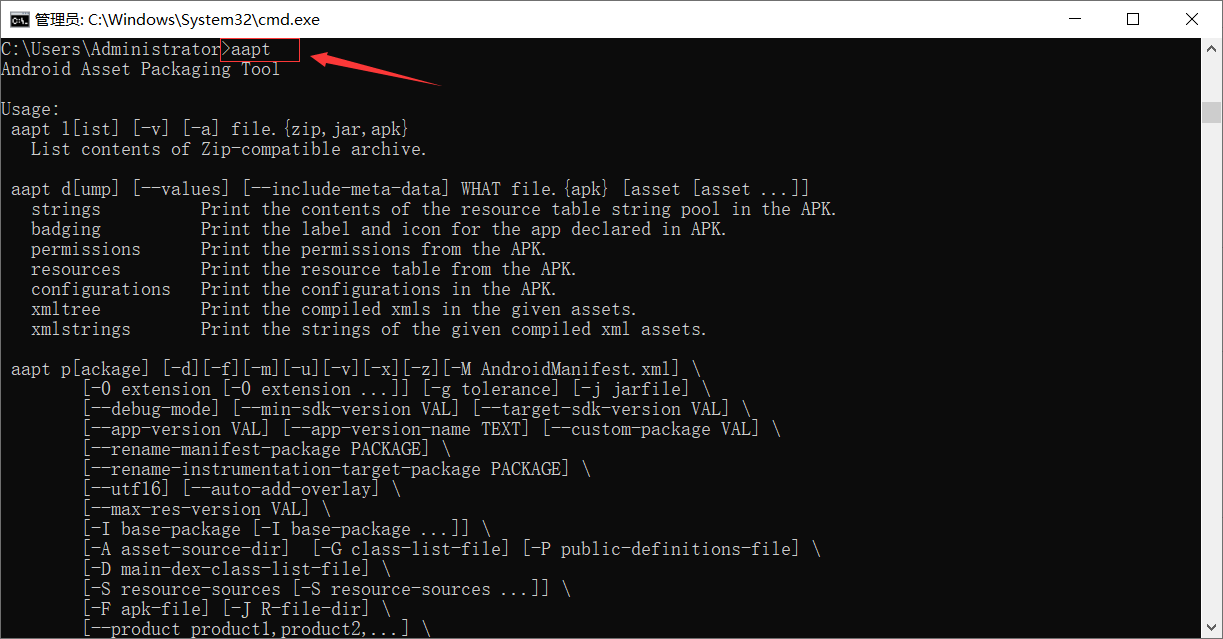 管理员: C:\Windows\System32\cmd.exe
C:\Users\Administrator>aapt
Android Asset Packaging Tool
Usage:
aapt l[ist] [-v] [-a] file.{zip,jar,apk}
List contents of Zip-compatible archive.
aapt d[ump] [--values] [--include-meta-data] WHAT file.{apk} [asset [asset ...]]
strings Print the contents of the resource table string pool in the APK.
badging Print the label and icon for the app declared in APK.
permissions Print the permissions from the APK.
resources Print the resource table from the APK.
configurations Print the configurations in the APK.
xmltree Print the compiled xmls in the given assets.
xmlstrings Print the strings of the given compiled xml assets.
aapt p[ackage] [-d][-f][-m][-u][-v][-x][-z][-M AndroidManifest.xml] \
[-0 extension [-0 extension ...]] [-g tolerance] [-j jarfile] \
[--debug-mode] [--min-sdk-version VAL] [--target-sdk-version VAL] \
[--app-version VAL] [--app-version-name TEXT] [--custom-package VAL] \
[--rename-manifest-package PACKAGE] \
[--rename-instrumentation-target-package PACKAGE] \
[--utf16] [--auto-add-overlay] \
[--max-res-version VAL] \
[-I base-package [-I base-package ...]] \
[-A asset-source-dir] [-G class-list-file] [-P public-definitions-file] \
[-D main-dex-class-list-file] \
[-S resource-sources [-S resource-sources ...]] \
[-F apk-file] [-J R-file-dir] \
[--product product1,product2,...] \